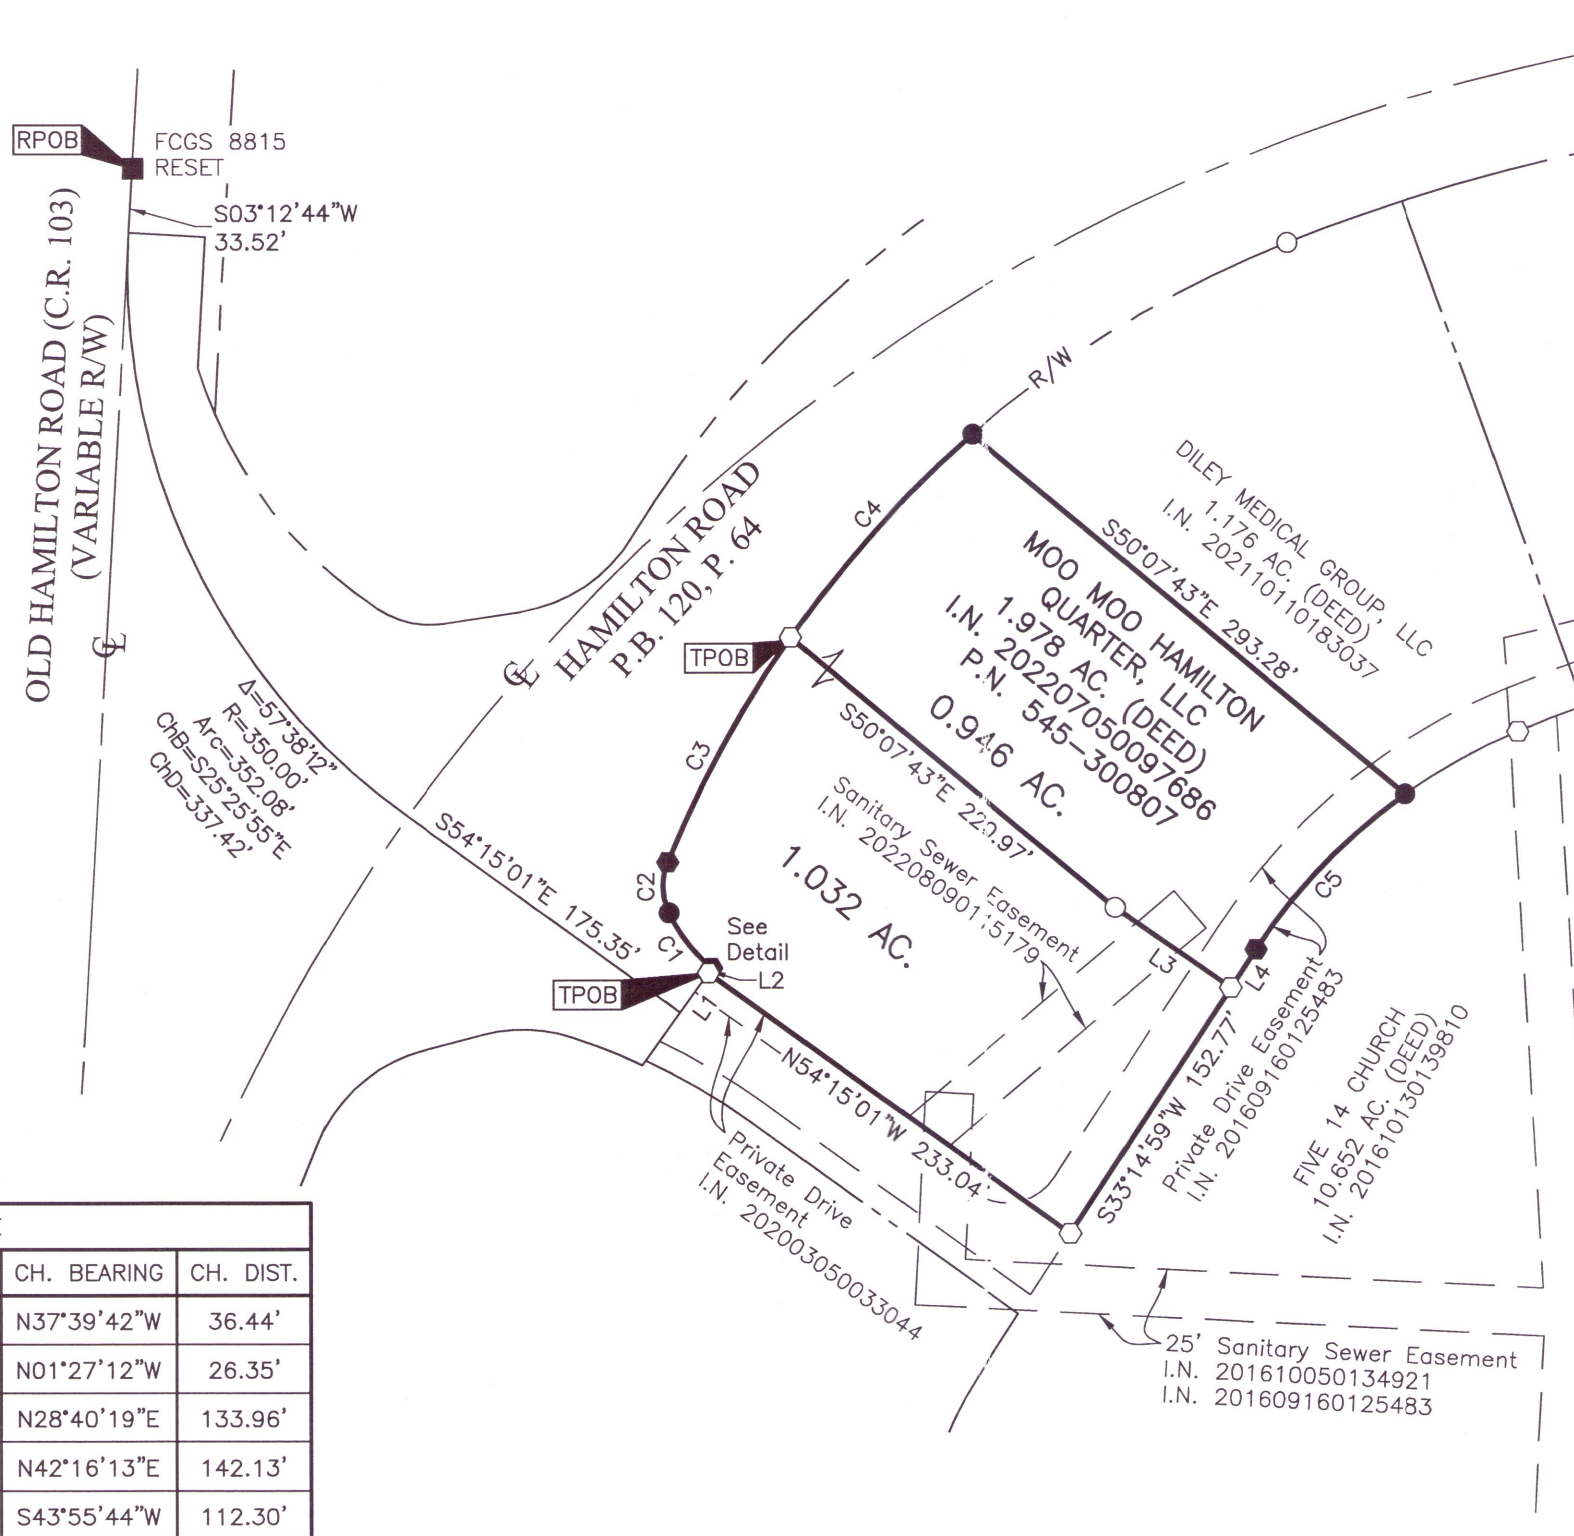 RPOB
FCGS 8815
RESET
S03°12'44"W
33.52'
OLD HAMILTON ROAD (C.R. 103)
(VARIABLE R/W)
℄
Δ=57°38'12"
R=350.00'
Arc=352.08'
ChB=S25°25'55"E
ChD=337.42'
S54°15'01"E 175.35'
℄
HAMILTON ROAD
P.B. 120, P. 64
R/W
C4
TPOB
C3
C2
C1
See
Detail
L2
TPOB
L1
DILEY MEDICAL GROUP, LLC
1.176 AC. (DEED)
I.N. 202110110183037
S50°07'43"E 293.28'
MOO MOO HAMILTON
QUARTER, LLC
1.978 AC. (DEED)
I.N. 202207050097686
P.N. 545-300807
0.946 AC.
S50°07'43"E 220.97'
Sanitary Sewer Easement
I.N. 202208090115179
1.032 AC.
L3
L4
C5
N54°15'01"W 233.04'
S33°14'59"W 152.77'
Private Drive Easement
I.N. 201609160125483
FIVE 14 CHURCH
10.652 AC. (DEED)
I.N. 201610130139810
Private Drive
Easement
I.N. 202003050033044
25' Sanitary Sewer Easement
I.N. 201610050134921
I.N. 201609160125483
CH. BEARING CH. DIST.
N37°39'42"W 36.44'
N01°27'12"W 26.35'
N28°40'19"E 133.96'
N42°16'13"E 142.13'
S43°55'44"W 112.30'